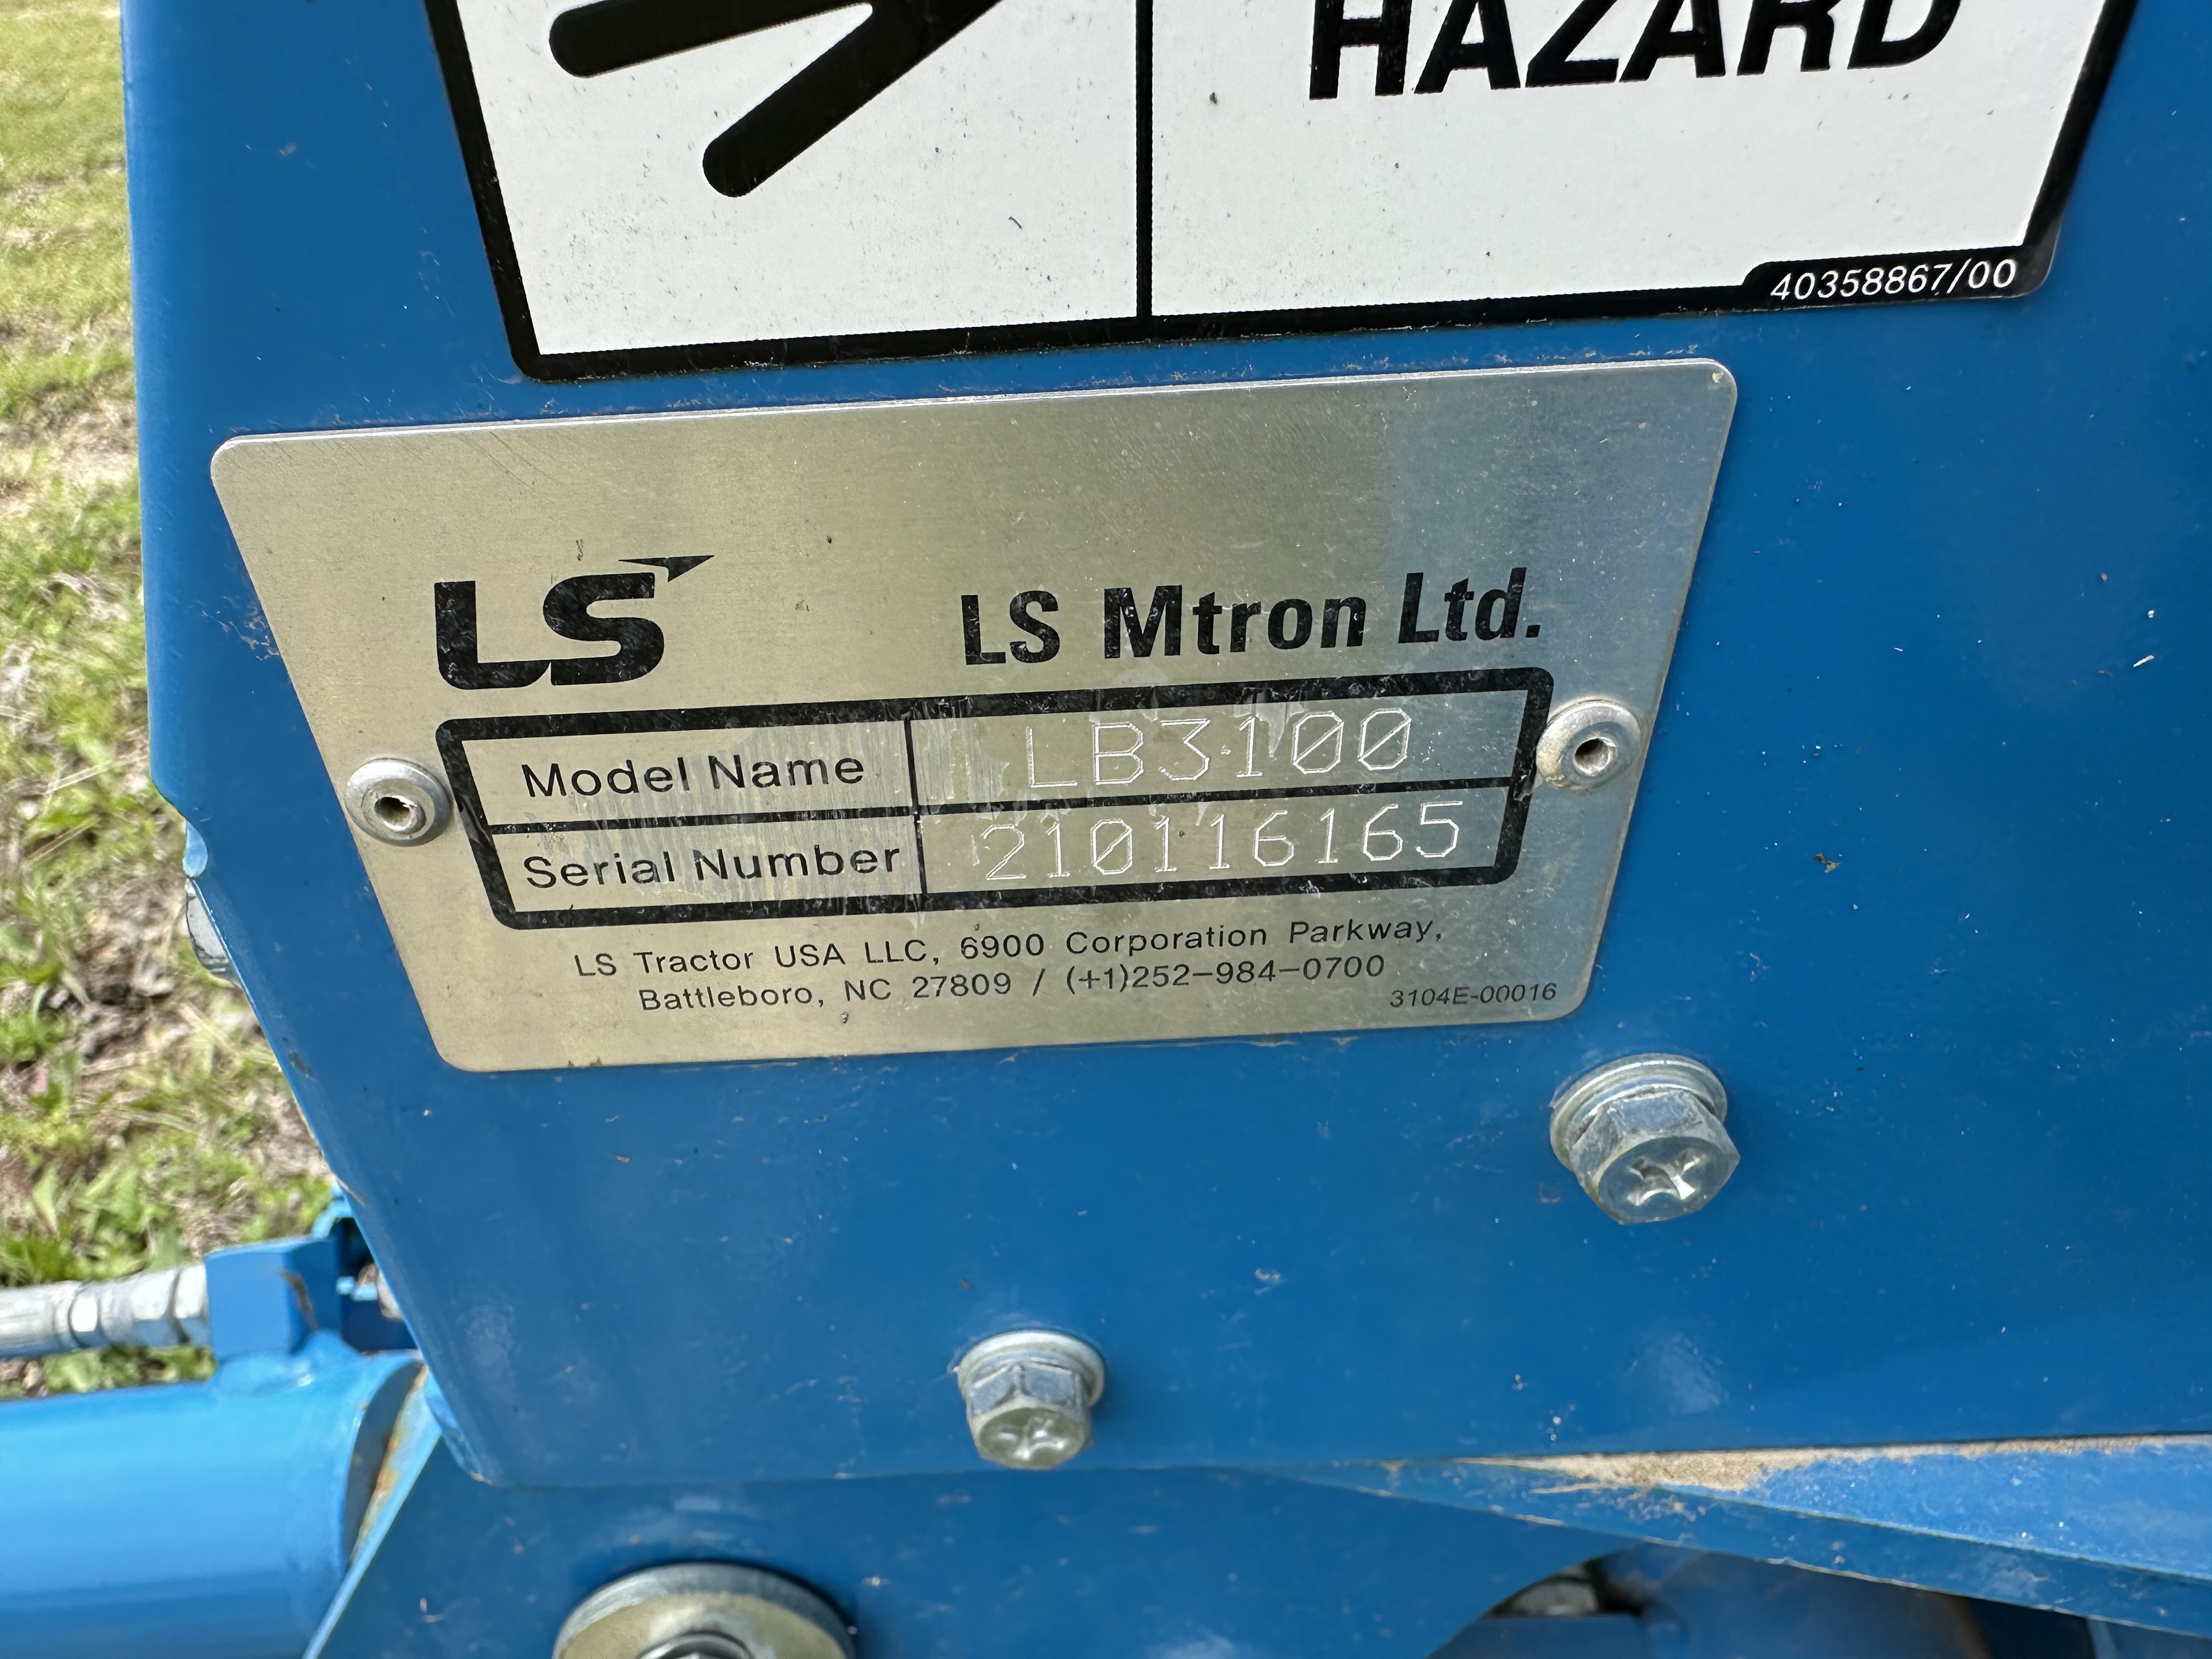 HAZARD
40358867/00
LS
LS Mtron Ltd.
Model Name LB3100
Serial Number 210116165
LS Tractor USA LLC, 6900 Corporation Parkway,
Battleboro, NC 27809 / (+1)252-984-0700
3104E-00016